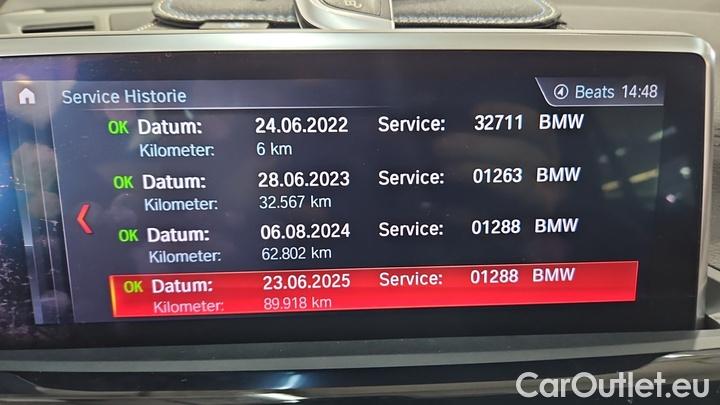 Service Historie
Beats 14:48
OK Datum: 24.06.2022 Service: 32711 BMW
Kilometer: 6 km
OK Datum: 28.06.2023 Service: 01263 BMW
Kilometer: 32.567 km
OK Datum: 06.08.2024 Service: 01288 BMW
Kilometer: 62.802 km
OK Datum: 23.06.2025 Service: 01288 BMW
Kilometer: 89.918 km
CarOutlet.eu